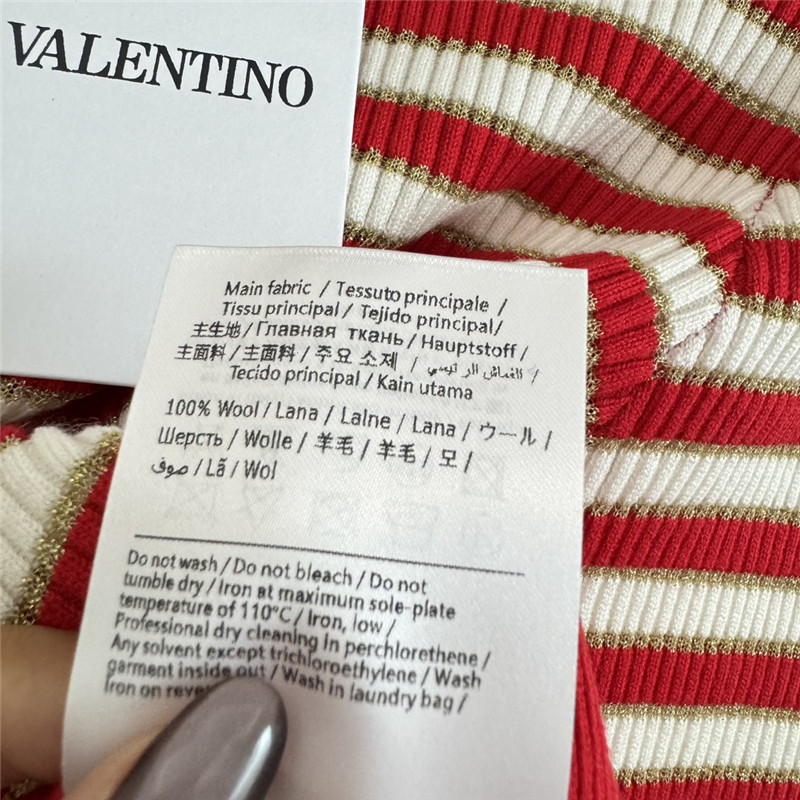 VALENTINO
Main fabric / Tessuto principale /
Tissu principal / Tejido principal/
主生地/Главная ткань/Hauptstoff/
主面料/主面料/주요 소제 /
Tecido principal / Kain utama
100% Wool / Lana / Lalne / Lana / ウール /
Шерсть / Wolle / 羊毛 / 羊毛 / 모 /
صوف / Lã / Wol
Do not wash / Do not bleach / Do not
tumble dry / Iron at maximum sole-plate
temperature of 110°C / Iron, low /
Professional dry cleaning In perchlorethene /
Any solvent except trichloroethylene / Wash
garment inside out / Wash in laundry bag /
Iron on